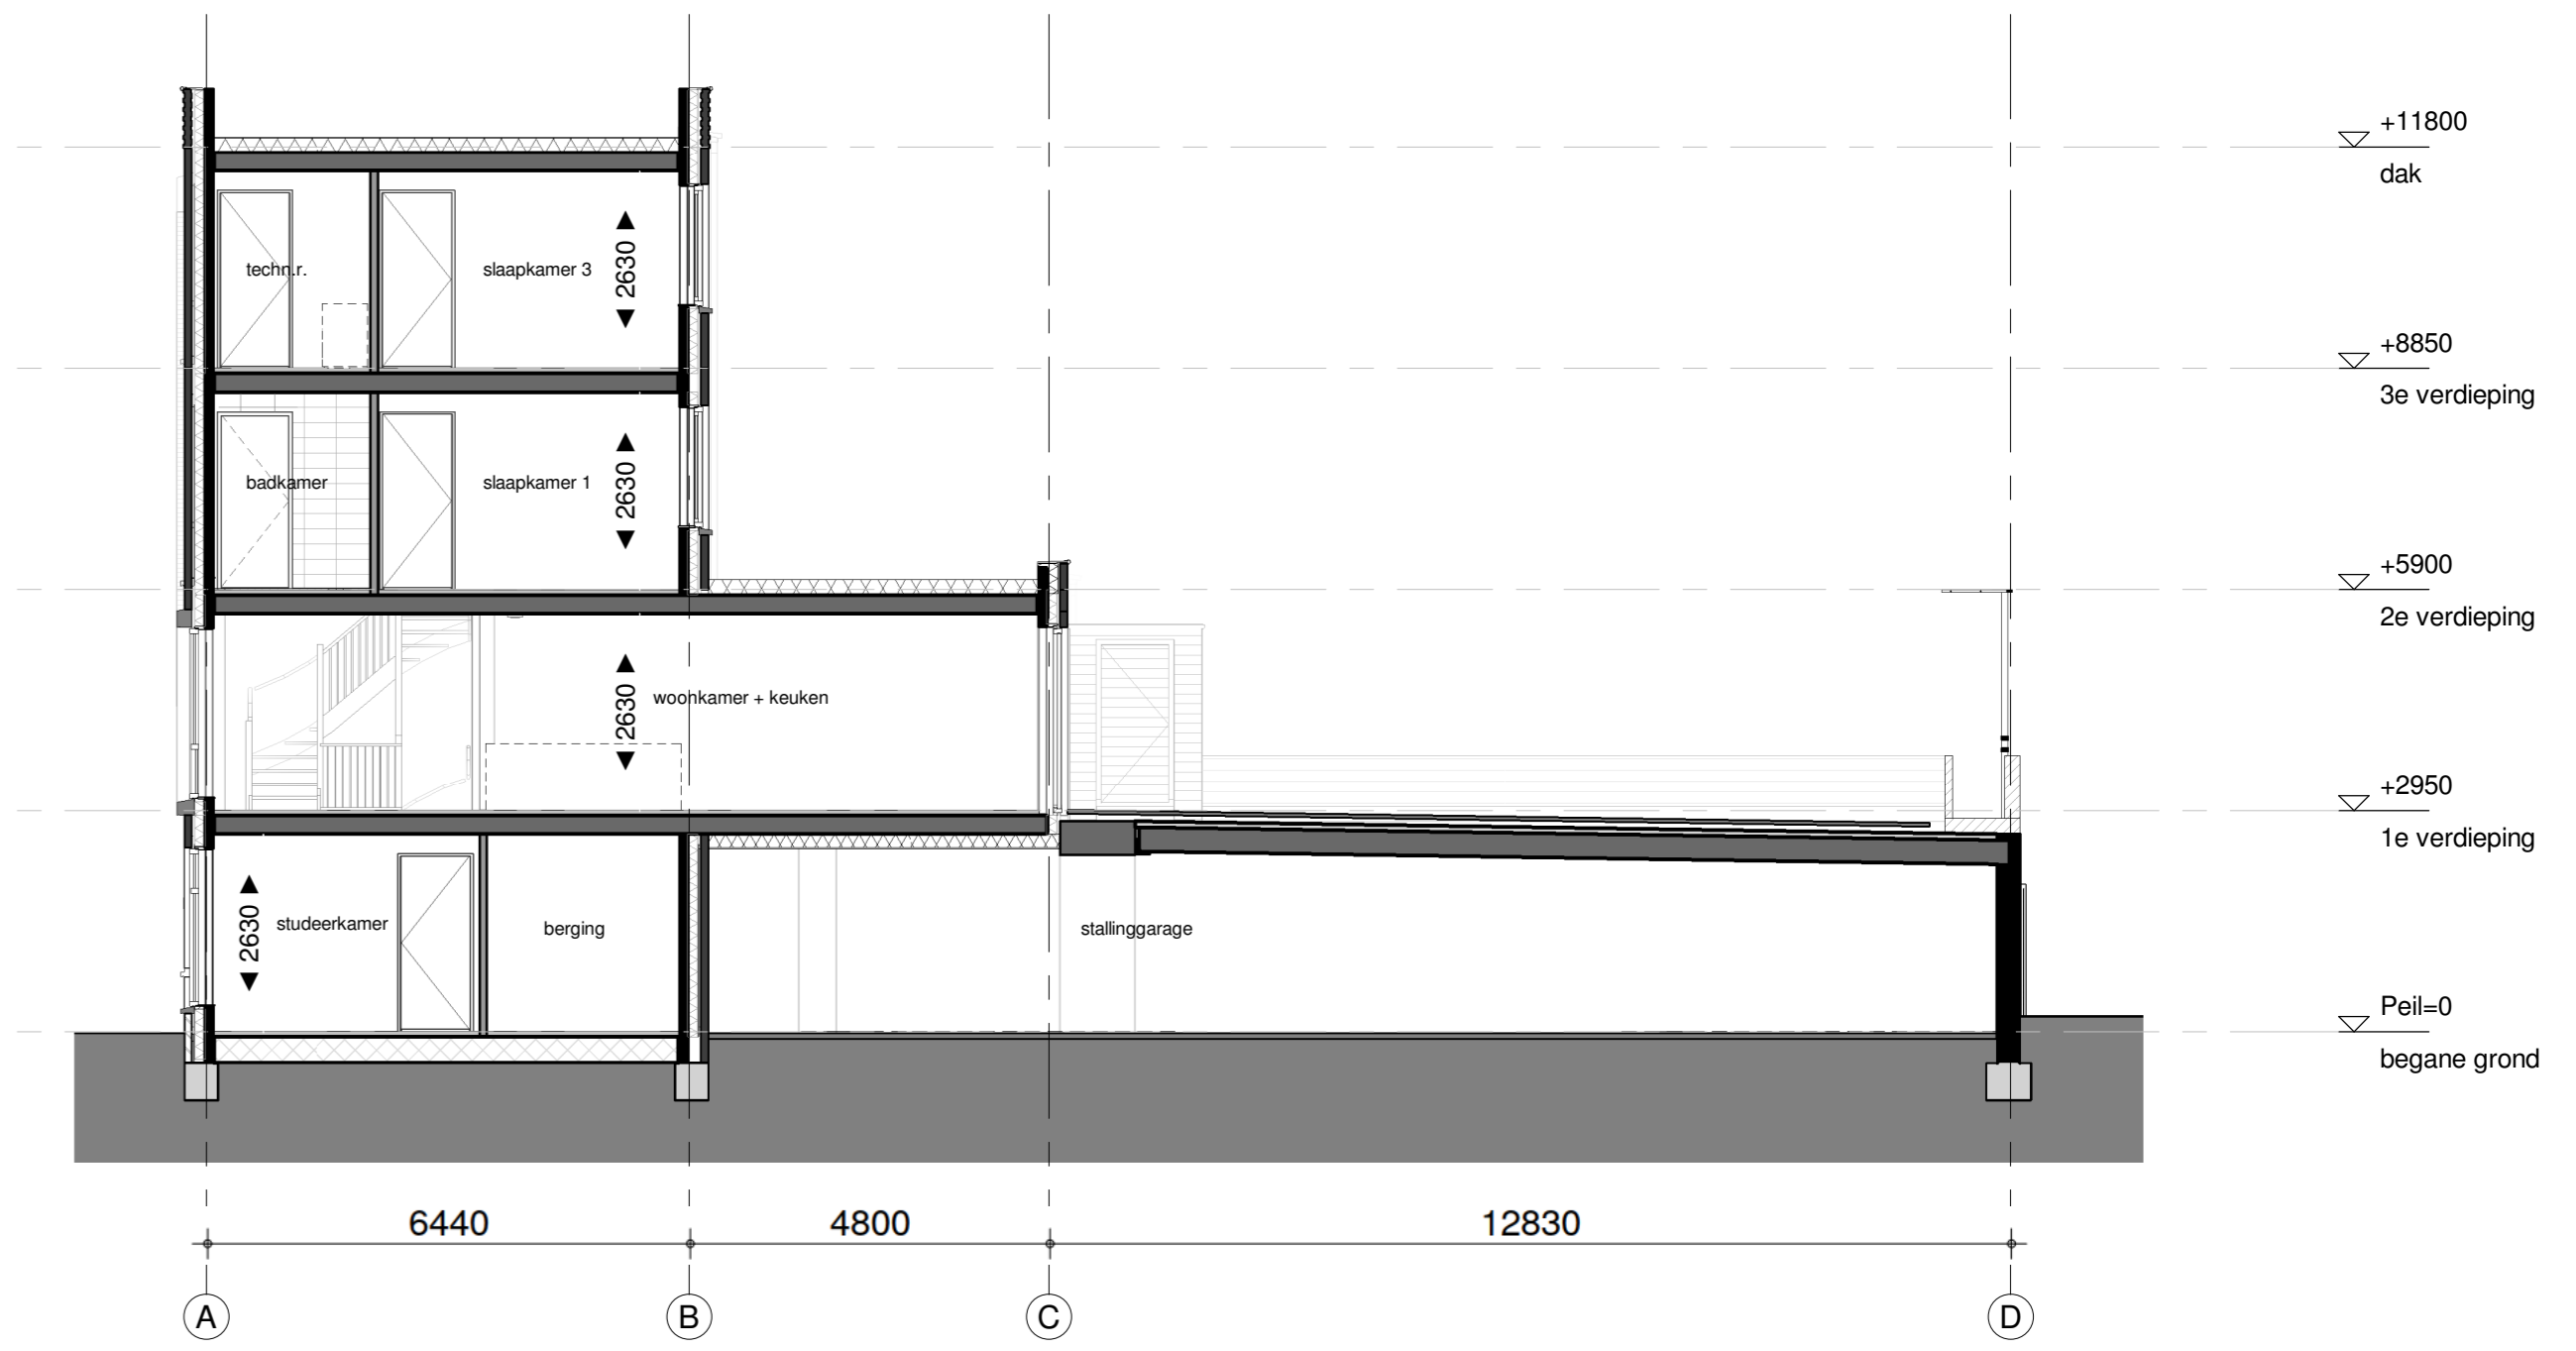 +11800
dak
techn.r.
slaapkamer 3
2630
+8850
3e verdieping
badkamer
slaapkamer 1
2630
+5900
2e verdieping
woonkamer + keuken
2630
+2950
1e verdieping
2630
studeerkamer
berging
stallinggarage
Peil=0
begane grond
6440
4800
12830
A
B
C
D